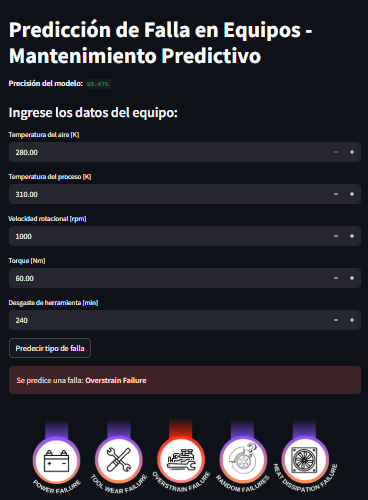 Predicción de Falla en Equipos -
Mantenimiento Predictivo
Precisión del modelo: 96.47%
Ingrese los datos del equipo:
Temperatura del aire [K]
280.00
Temperatura del proceso [K]
310.00
Velocidad rotacional [rpm]
1000
Torque [Nm]
60.00
Desgaste de herramienta [min]
240
Predecir tipo de falla
Se predice una falla: Overstrain Failure
POWER FAILURE
TOOL WEAR FAILURE
OVERSTRAIN FAILURE
RANDOM FAILURES
HEAT DISSIPATION FAILURE